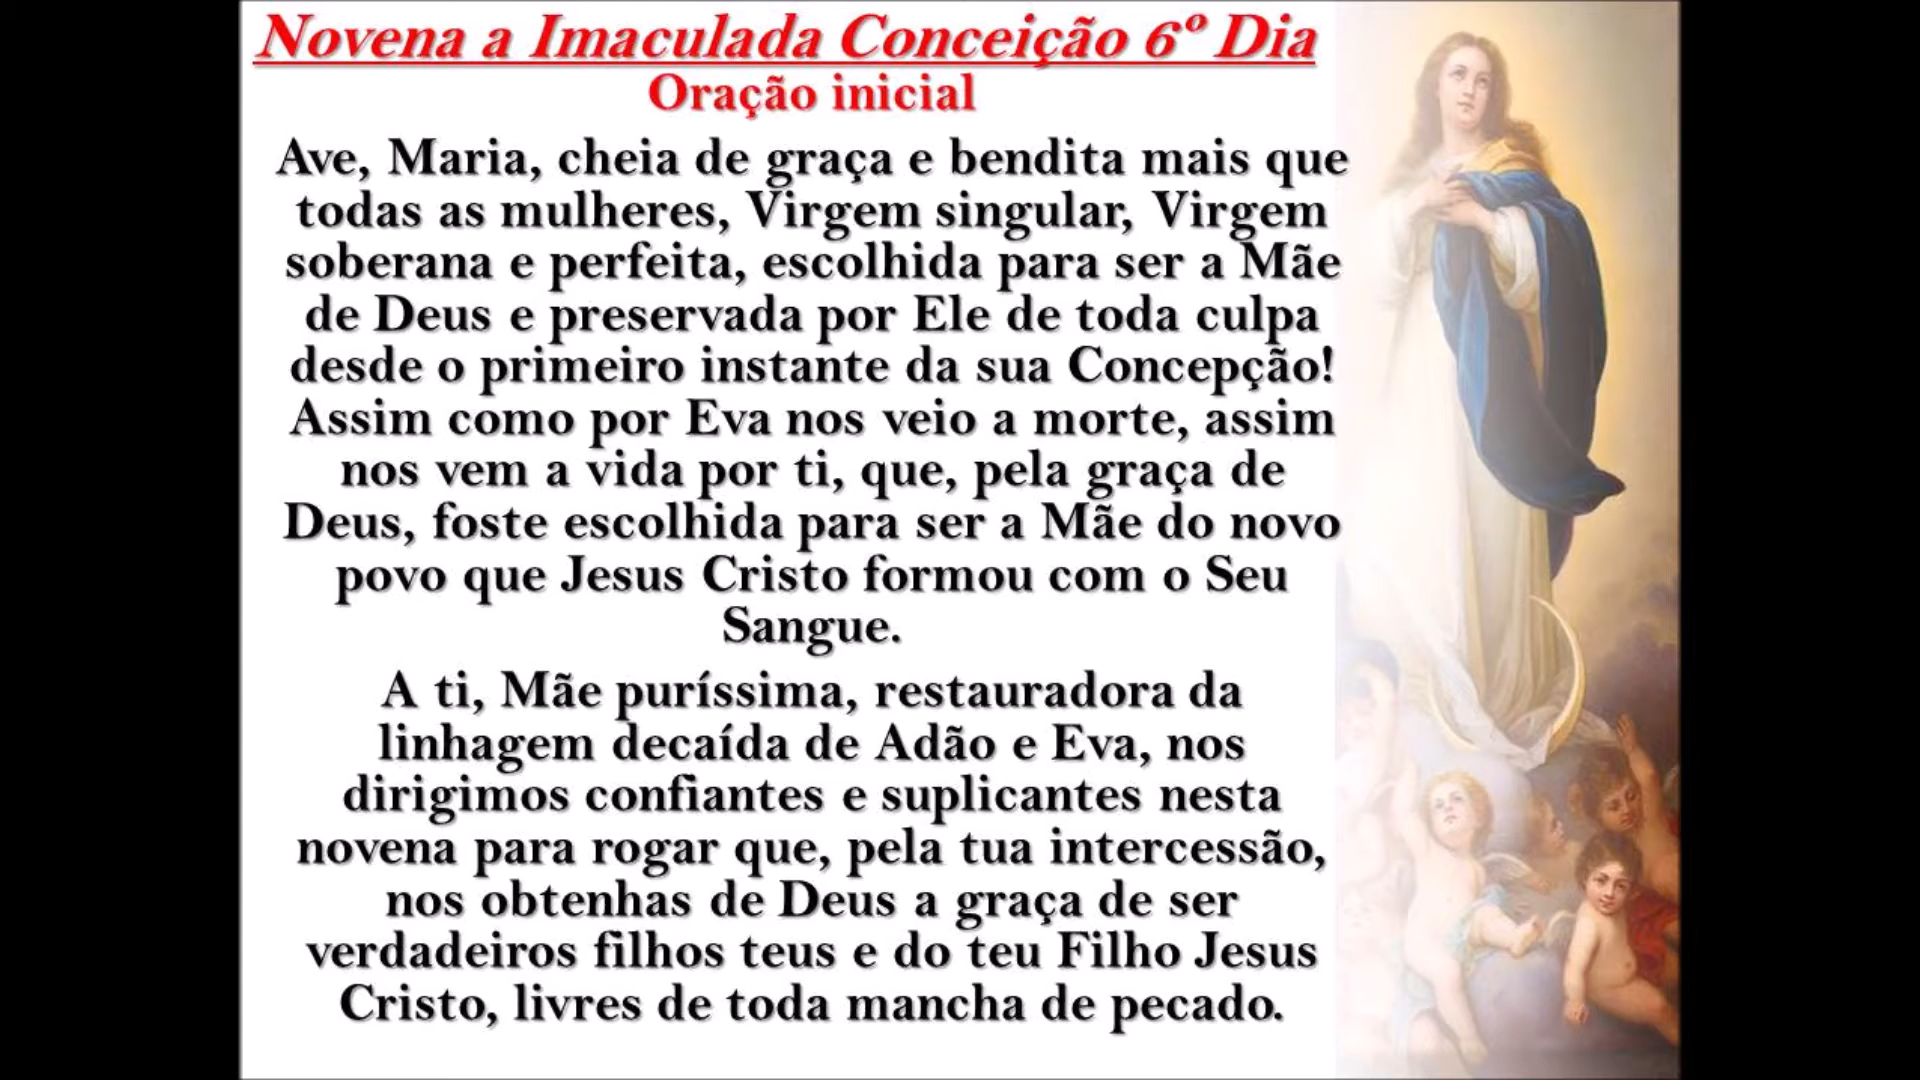 Novena a Imaculada Conceição 6º Dia
Oração inicial
Ave, Maria, cheia de graça e bendita mais que
todas as mulheres, Virgem singular, Virgem
soberana e perfeita, escolhida para ser a Mãe
de Deus e preservada por Ele de toda culpa
desde o primeiro instante da sua Concepção!
Assim como por Eva nos veio a morte, assim
nos vem a vida por ti, que, pela graça de
Deus, foste escolhida para ser a Mãe do novo
povo que Jesus Cristo formou com o Seu
Sangue.
A ti, Mãe puríssima, restauradora da
linhagem decaída de Adão e Eva, nos
dirigimos confiantes e suplicantes nesta
novena para rogar que, pela tua intercessão,
nos obtenhas de Deus a graça de ser
verdadeiros filhos teus e do teu Filho Jesus
Cristo, livres de toda mancha de pecado.